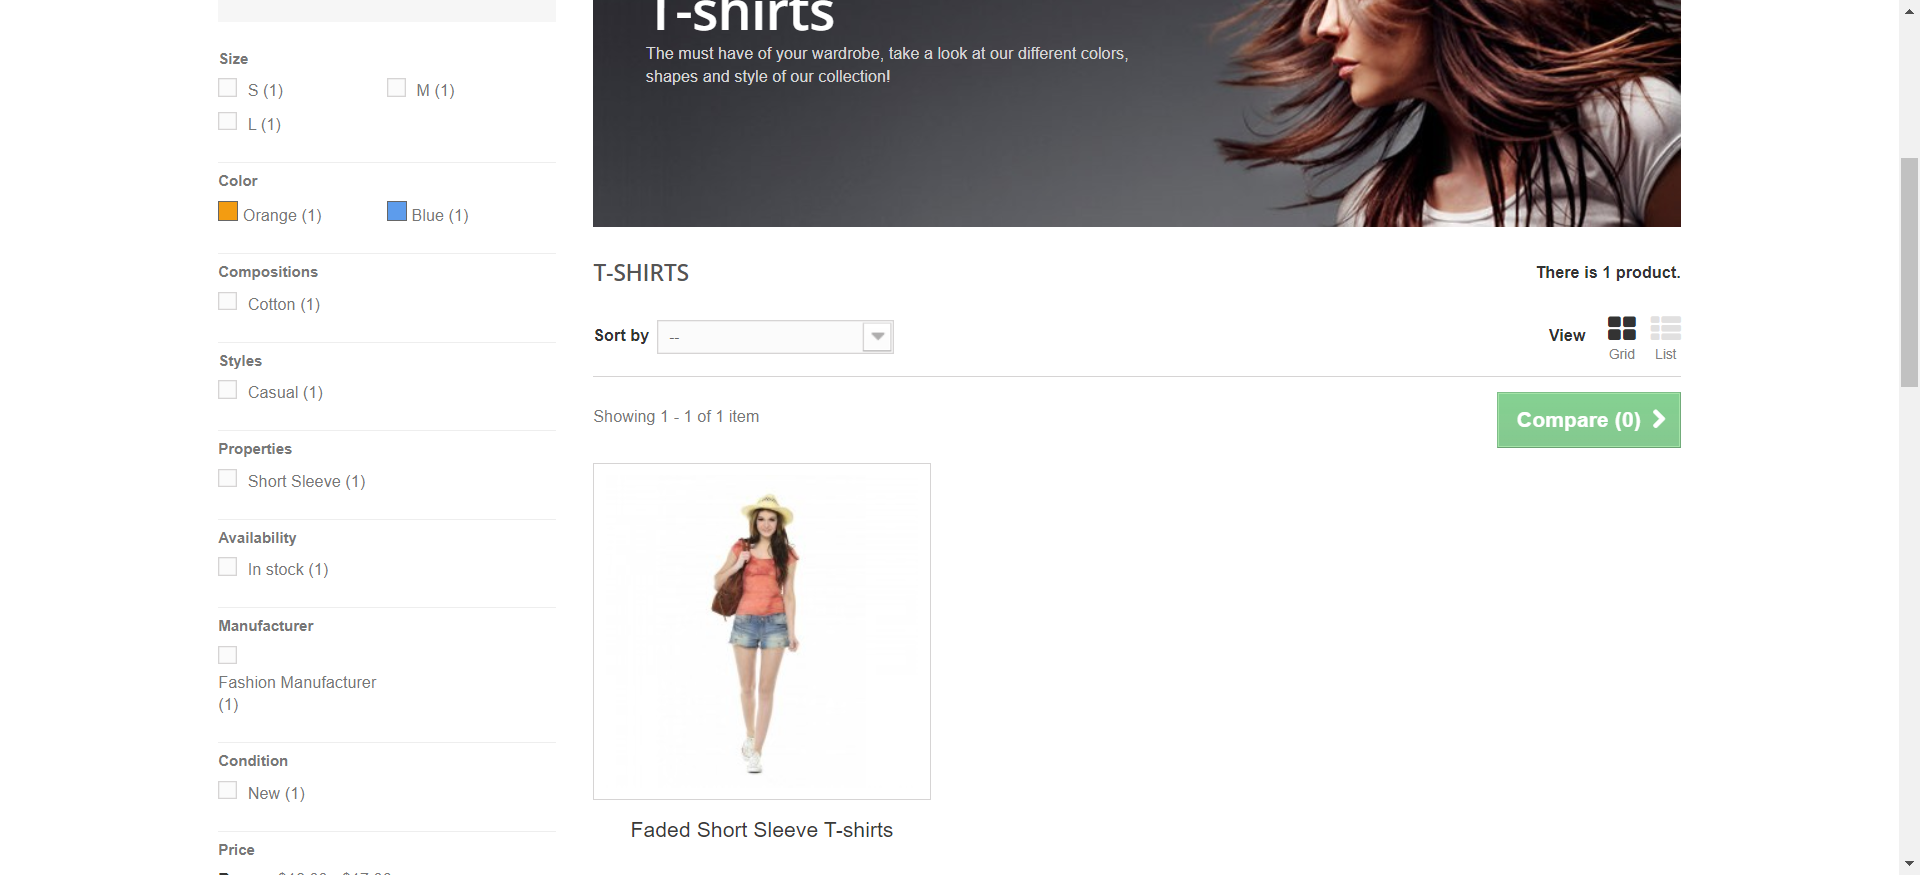 T-shirts
The must have of your wardrobe, take a look at our different colors,
shapes and style of our collection!
Size
S (1)
M (1)
L (1)
Color
Orange (1)
Blue (1)
Compositions
Cotton (1)
Styles
Casual (1)
Properties
Short Sleeve (1)
Availability
In stock (1)
Manufacturer
Fashion Manufacturer
(1)
Condition
New (1)
Price
T-SHIRTS
There is 1 product.
Sort by
--
View
Grid
List
Showing 1 - 1 of 1 item
Compare (0)
Faded Short Sleeve T-shirts